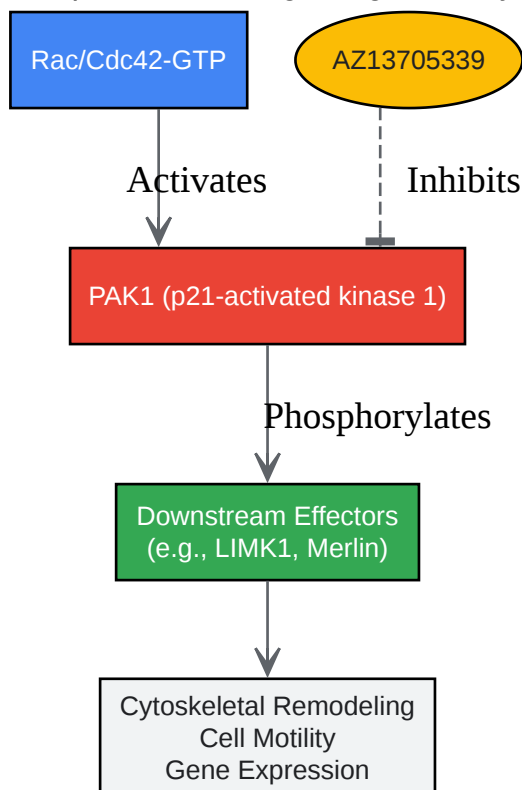 Rac/Cdc42-GTP
AZ13705339
Activates
Inhibits
PAK1 (p21-activated kinase 1)
Phosphorylates
Downstream Effectors
(e.g., LIMK1, Merlin)
Cytoskeletal Remodeling
Cell Motility
Gene Expression